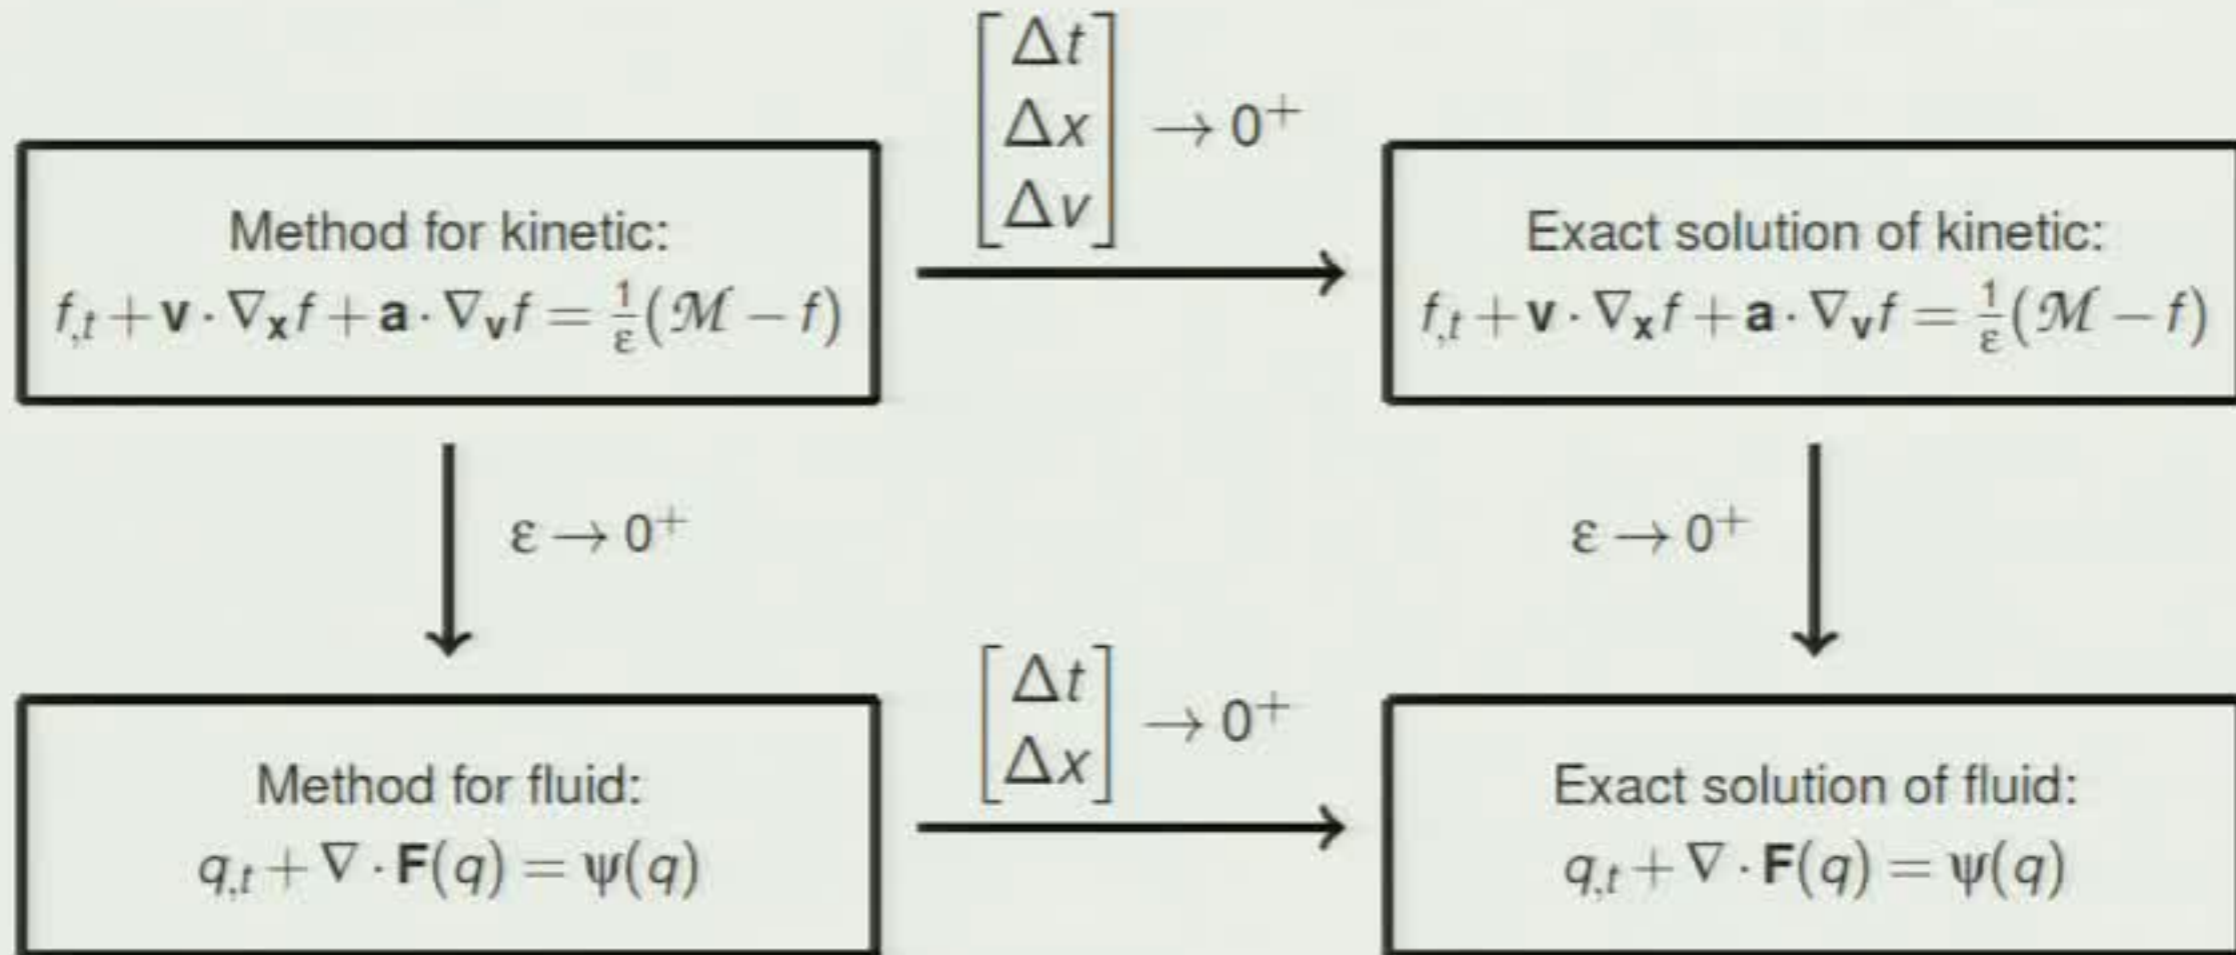 [Δt Δx Δv] → 0⁺
Method for kinetic:
f,t + v · ∇ₓf + a · ∇ᵥf = 1/ε (ℳ − f)
Exact solution of kinetic:
f,t + v · ∇ₓf + a · ∇ᵥf = 1/ε (ℳ − f)
ε → 0⁺
ε → 0⁺
[Δt Δx] → 0⁺
Method for fluid:
q,t + ∇ · F(q) = ψ(q)
Exact solution of fluid:
q,t + ∇ · F(q) = ψ(q)